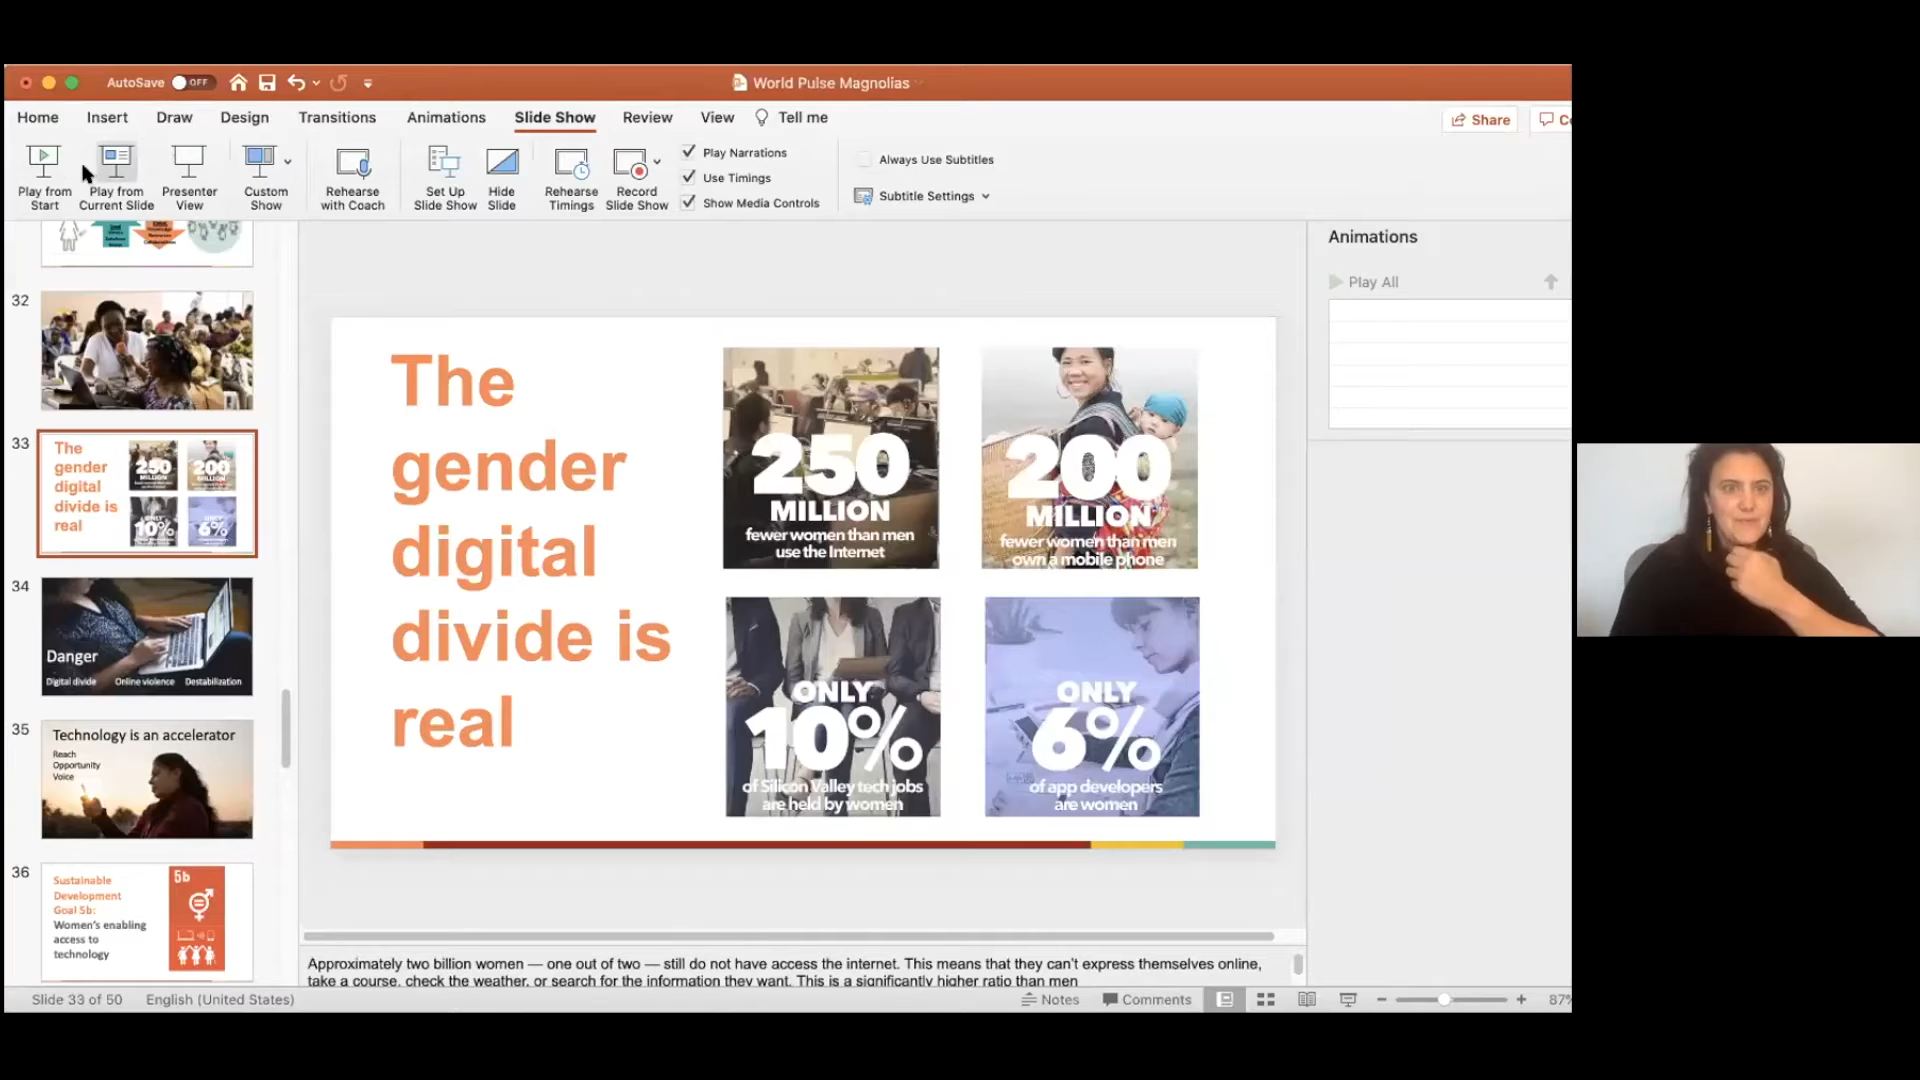 AutoSave OFF
World Pulse Magnolias
Home Insert Draw Design Transitions Animations Slide Show Review View Tell me
Share
Play from Start
Play from Current Slide
Presenter View
Custom Show
Rehearse with Coach
Set Up Slide Show
Hide Slide
Rehearse Timings
Record Slide Show
Play Narrations
Use Timings
Show Media Controls
Always Use Subtitles
Subtitle Settings
32
33
The
gender
digital
divide is
real
250
MILLION
200
MILLION
10%
6%
34
Danger
Digital divide Online violence Destabilization
35
Technology is an accelerator
Reach
Opportunity
Voice
36
Sustainable
Development
Goal 5b:
Women's enabling
access to
technology
5b
The
gender
digital
divide is
real
250
MILLION
fewer women than men
use the Internet
200
MILLION
fewer women than men
own a mobile phone
ONLY
10%
of Silicon Valley tech jobs
are held by women
ONLY
6%
of app developers
are women
Animations
Play All
Approximately two billion women — one out of two — still do not have access the internet. This means that they can't express themselves online,
take a course, check the weather, or search for the information they want. This is a significantly higher ratio than men
Slide 33 of 50 English (United States)
Notes Comments
87%